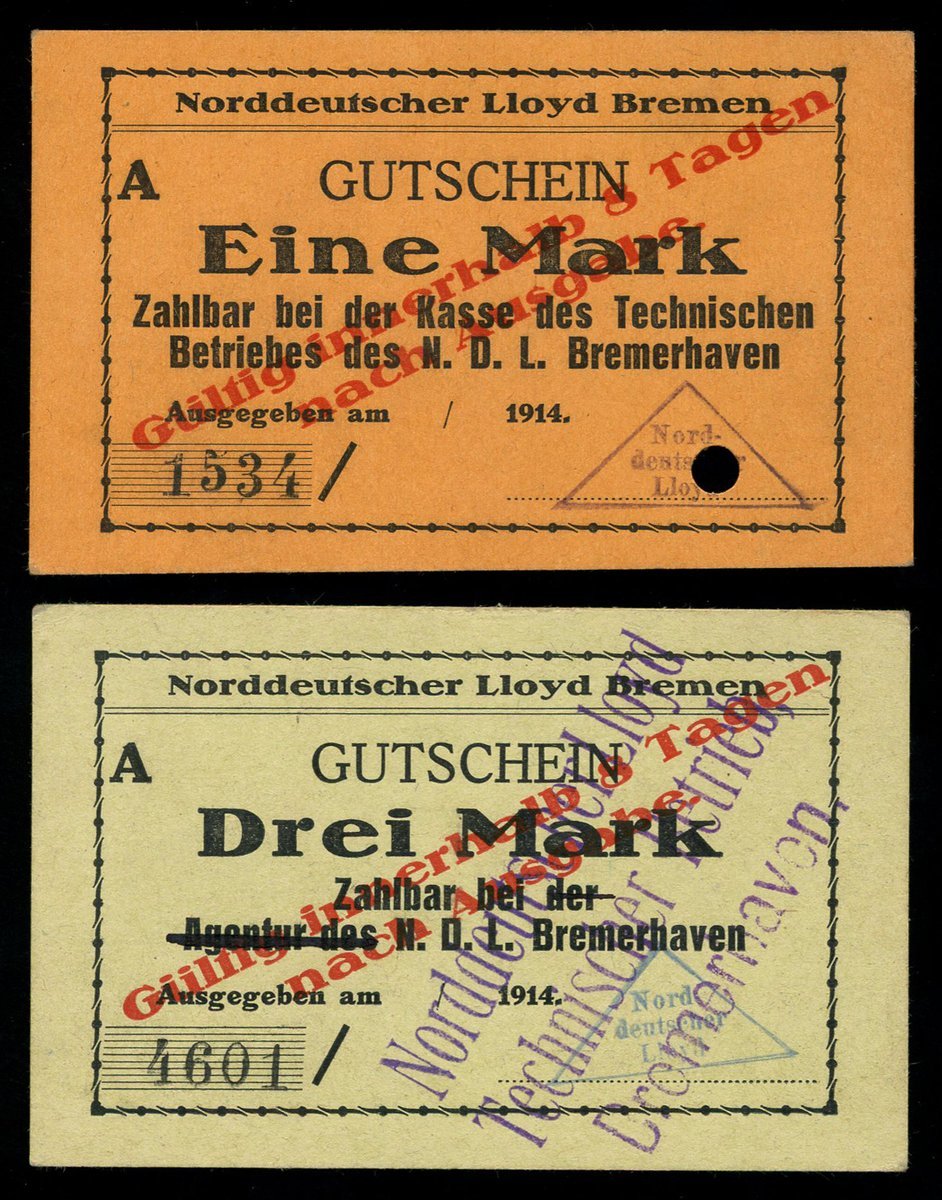 Norddeutscher Lloyd Bremen
A
GUTSCHEIN
Eine Mark
Zahlbar bei der Kasse des Technischen
Betriebes des N. D. L. Bremerhaven
Ausgegeben am / 1914.
1534/
Gültig innerhalb 8 Tagen
nach Ausgabe.
Nord-
deutscher
Lloyd
Norddeutscher Lloyd Bremen
A
GUTSCHEIN
Drei Mark
Zahlbar bei der
Agentur des N. D. L. Bremerhaven
Ausgegeben am / 1914.
4601/
Gültig innerhalb 8 Tagen
nach Ausgabe.
Norddeutscher Lloyd
Technischer Betrieb,
Bremerhaven.
Nord
deutscher
Lloyd